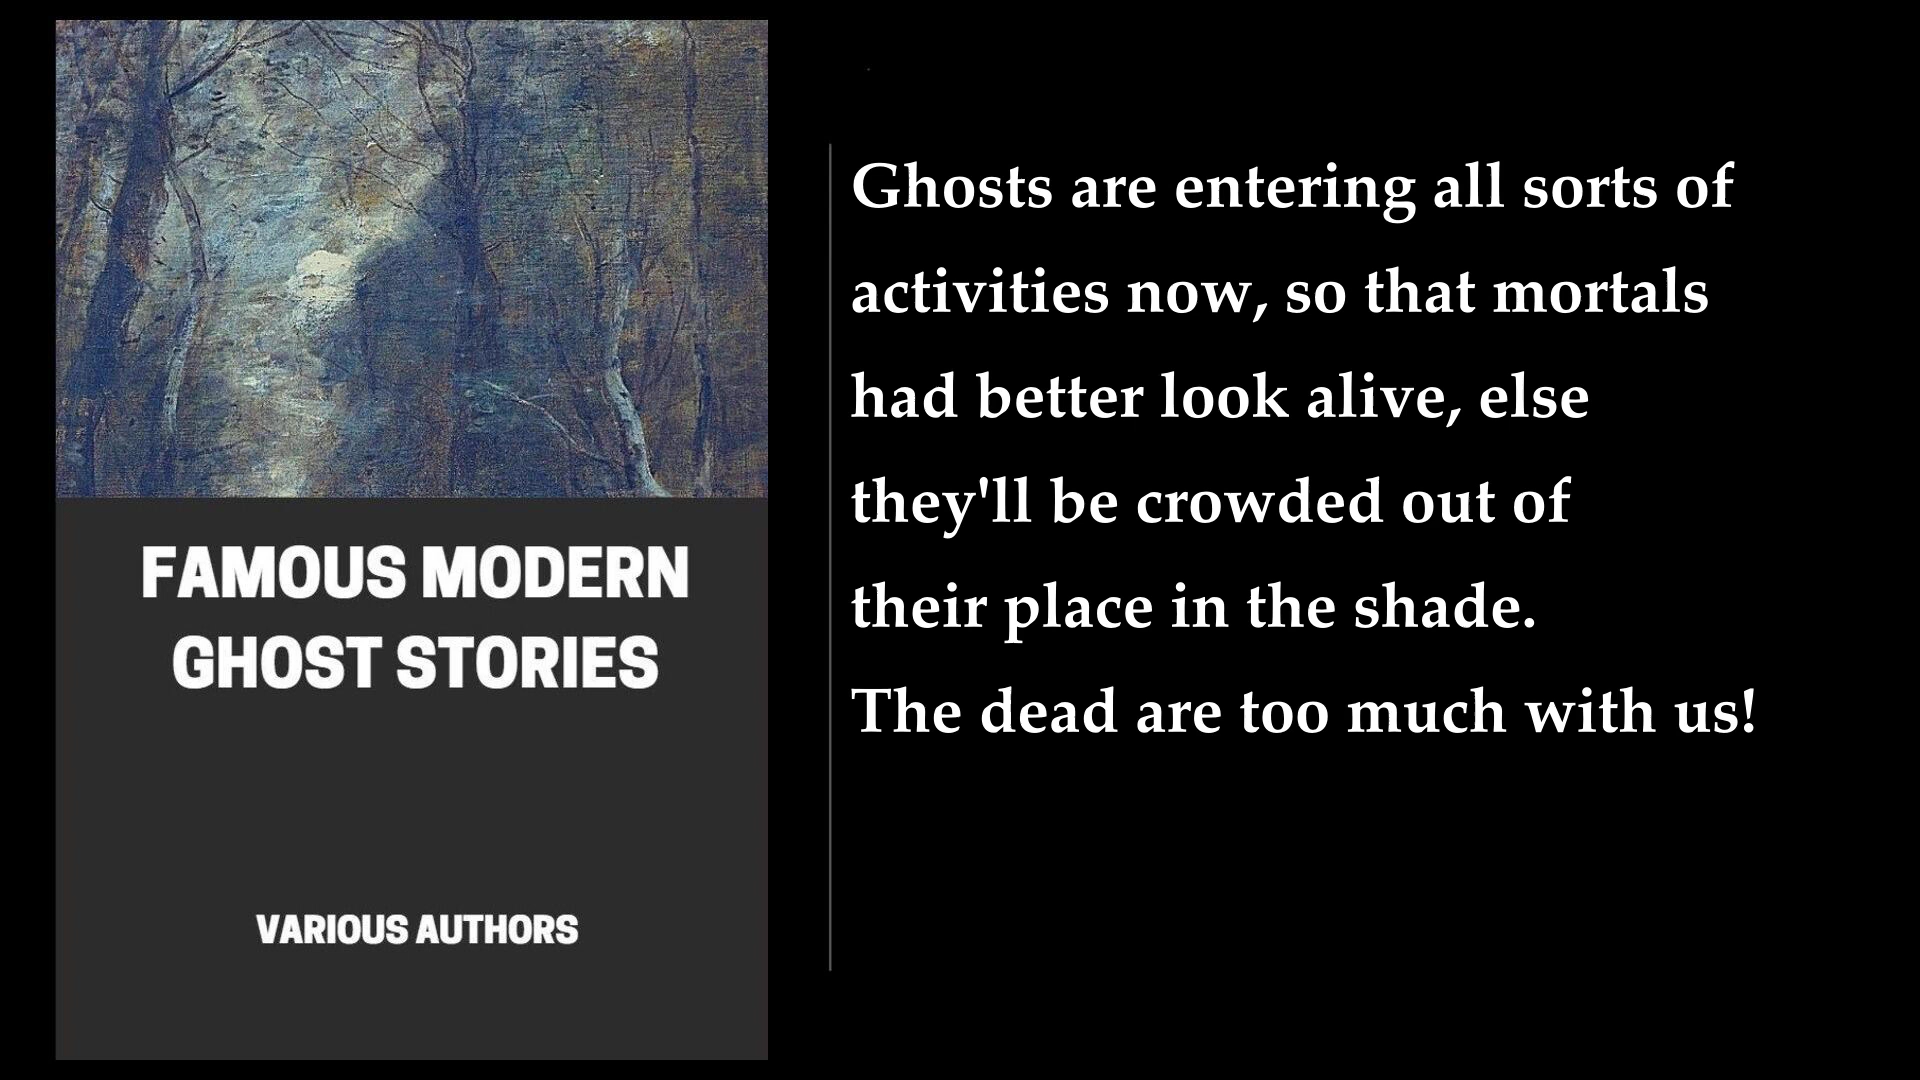 FAMOUS MODERN
GHOST STORIES
VARIOUS AUTHORS
Ghosts are entering all sorts of
activities now, so that mortals
had better look alive, else
they'll be crowded out of
their place in the shade.
The dead are too much with us!